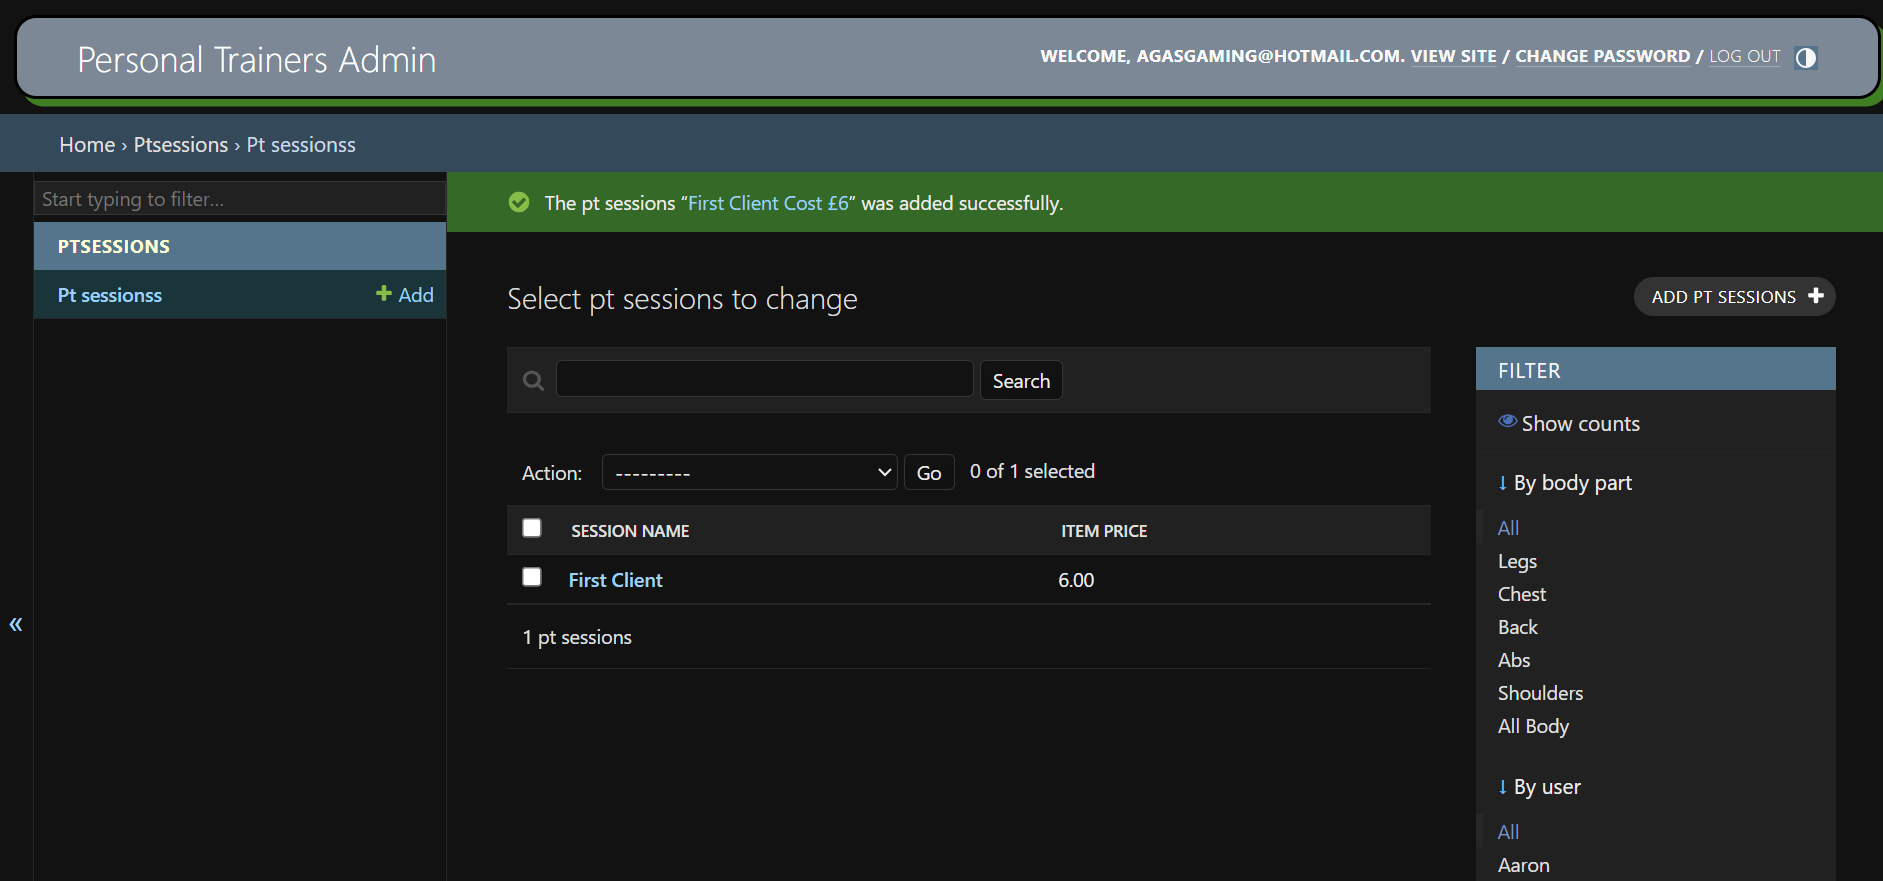 Personal Trainers Admin
WELCOME, AGASGAMING@HOTMAIL.COM. VIEW SITE / CHANGE PASSWORD / LOG OUT
Home › Ptsessions › Pt sessionss
Start typing to filter...
PTSESSIONS
Pt sessionss
Add
The pt sessions “First Client Cost £6” was added successfully.
Select pt sessions to change
ADD PT SESSIONS
Search
Action: --------- Go 0 of 1 selected
SESSION NAME ITEM PRICE
First Client 6.00
1 pt sessions
«
FILTER
Show counts
↓ By body part
All
Legs
Chest
Back
Abs
Shoulders
All Body
↓ By user
All
Aaron